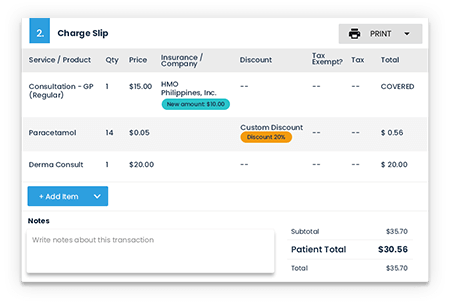 2. Charge Slip
PRINT
Service / Product Qty Price Insurance / Company Discount Tax Exempt? Tax Total
Consultation - GP (Regular) 1 $15.00 HMO Philippines, Inc. -- -- -- COVERED
New amount: $10.00
Paracetamol 14 $0.05 Custom Discount -- -- $ 0.56
Discount 20%
Derma Consult 1 $20.00 -- -- -- $ 20.00
+ Add Item
Notes
Write notes about this transaction
Subtotal $35.70
Patient Total $30.56
Total $35.70